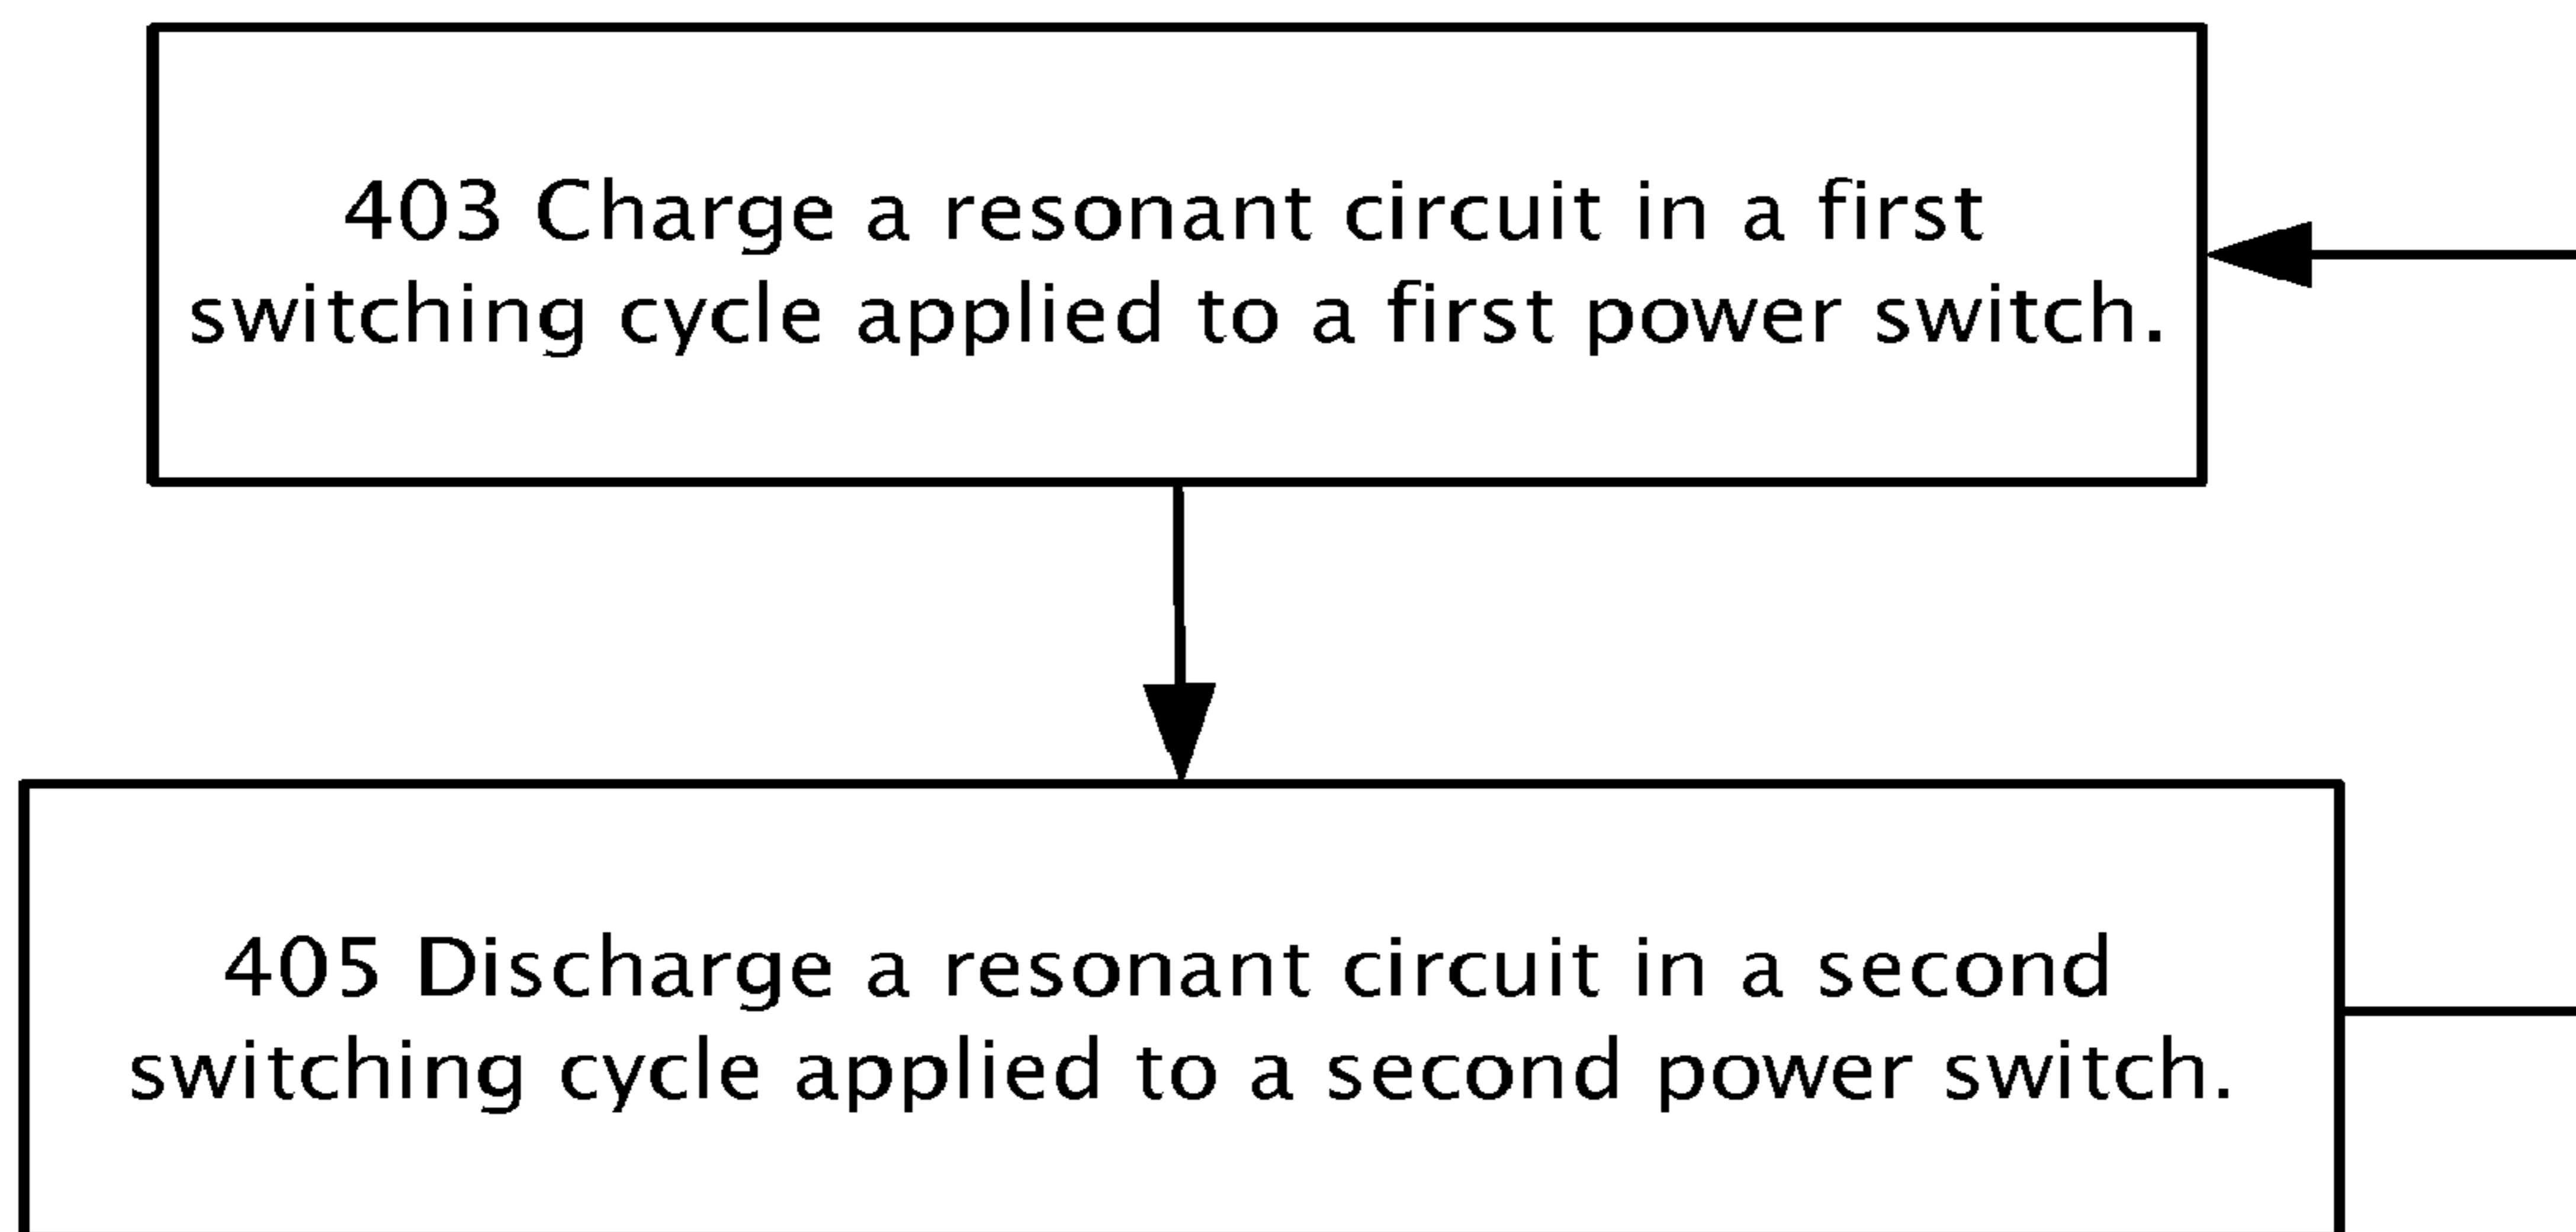 403 Charge a resonant circuit in a first
switching cycle applied to a first power switch.
405 Discharge a resonant circuit in a second
switching cycle applied to a second power switch.